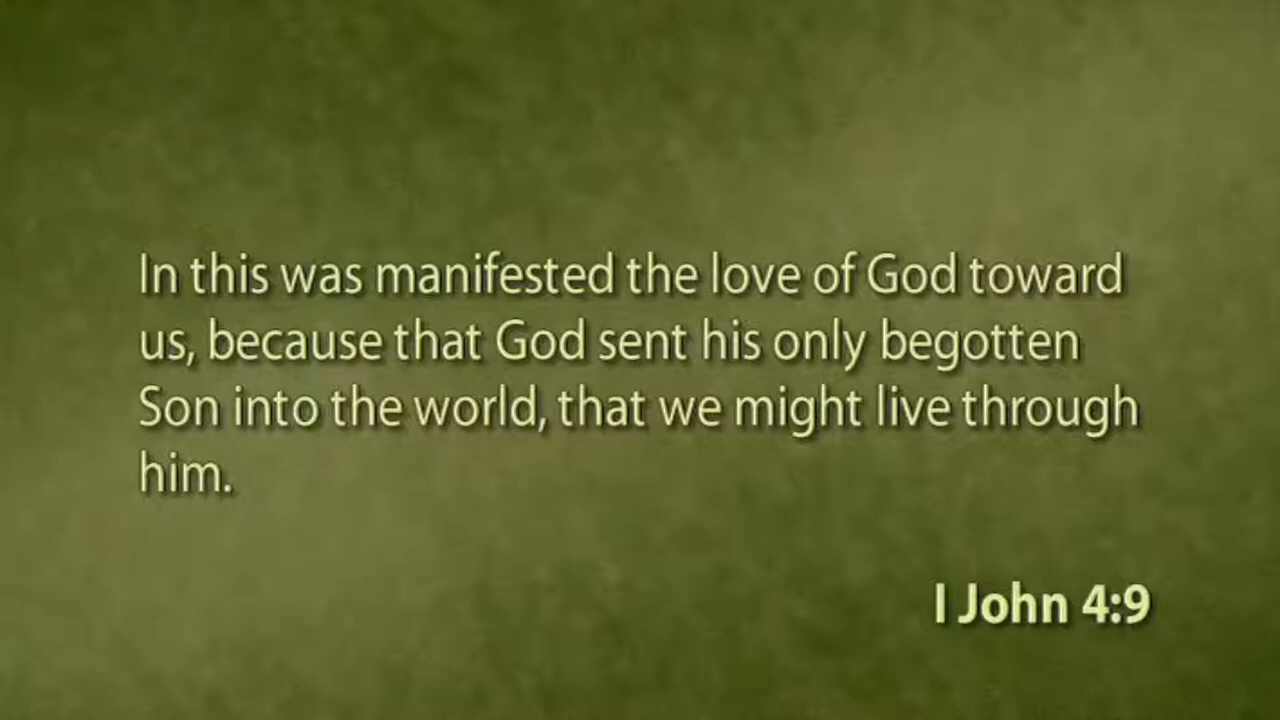 In this was manifested the love of God toward
us, because that God sent his only begotten
Son into the world, that we might live through
him.
I John 4:9